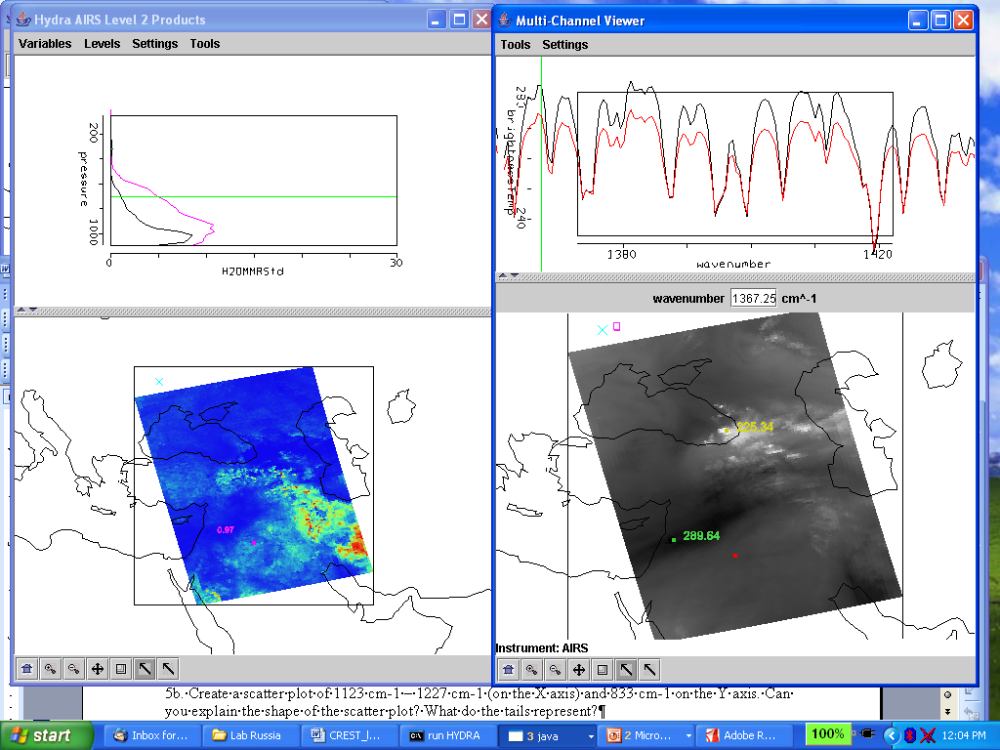 Hydra AIRS Level 2 Products
Variables Levels Settings Tools
200
pressure
1000
0
30
H2OMMRStd
0.97
Multi-Channel Viewer
Tools Settings
280
brightnessTemp
240
1380
1420
wavenumber
wavenumber 1367.25 cm^-1
225.34
289.64
Instrument: AIRS
5b. Create a scatter plot of 1123 cm-1 – 1227 cm-1 (on the X axis) and 833 cm-1 on the Y axis. Can
you explain the shape of the scatter plot? What do the tails represent?¶
start
Inbox for...
Lab Russia
CREST_l...
run HYDRA
3 java
2 Micro...
Adobe R...
100%
12:04 PM